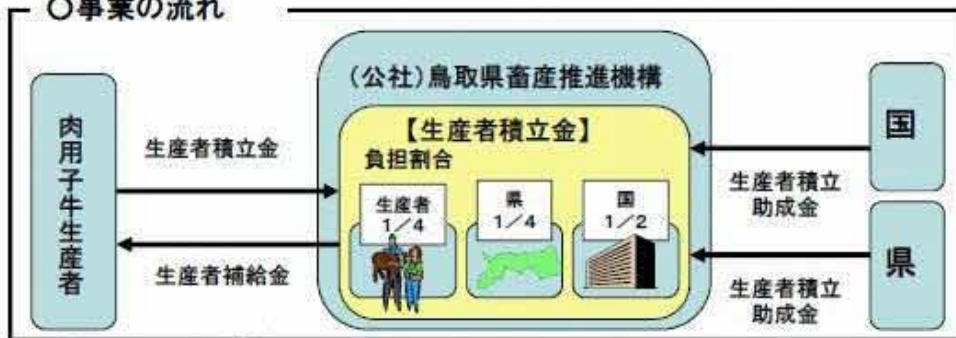 〇事業の流れ
肉用子牛生産者
生産者積立金
生産者補給金
(公社)鳥取県畜産推進機構
【生産者積立金】
負担割合
生産者
1/4
県
1/4
国
1/2
国
生産者積立
助成金
県
生産者積立
助成金